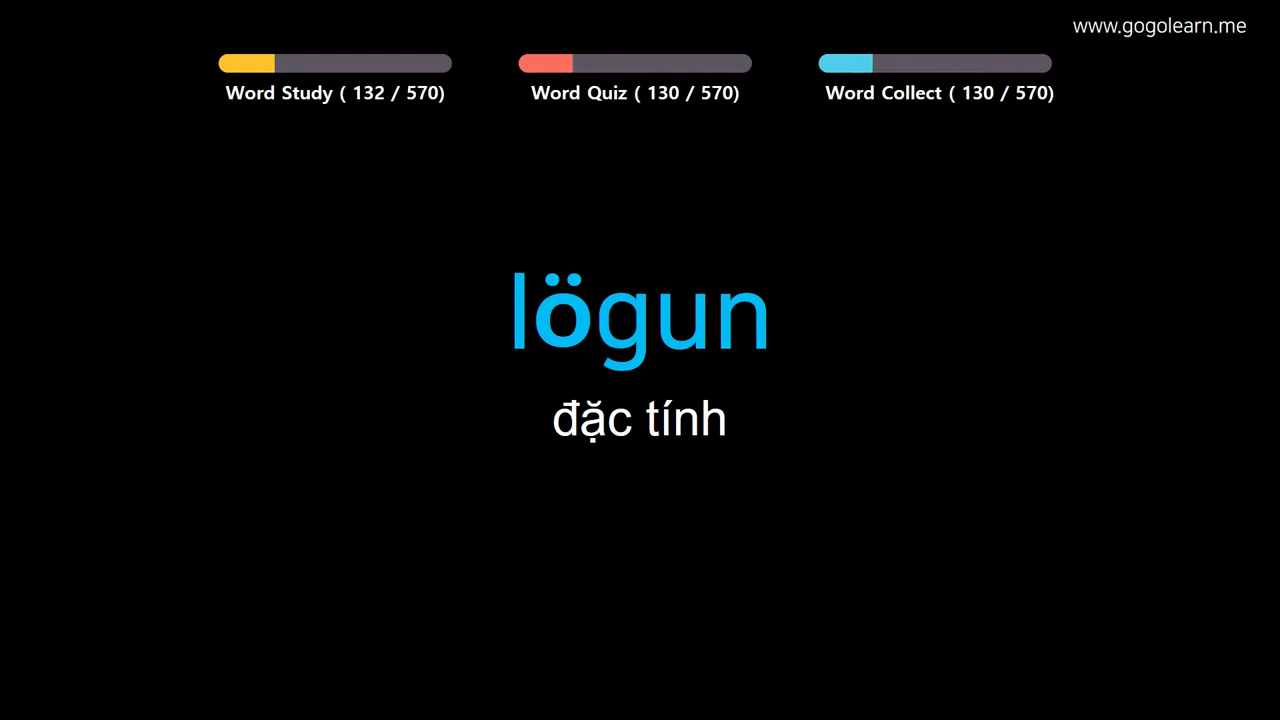 www.gogolearn.me
Word Study ( 132 / 570)
Word Quiz ( 130 / 570)
Word Collect ( 130 / 570)
lögun
đặc tính